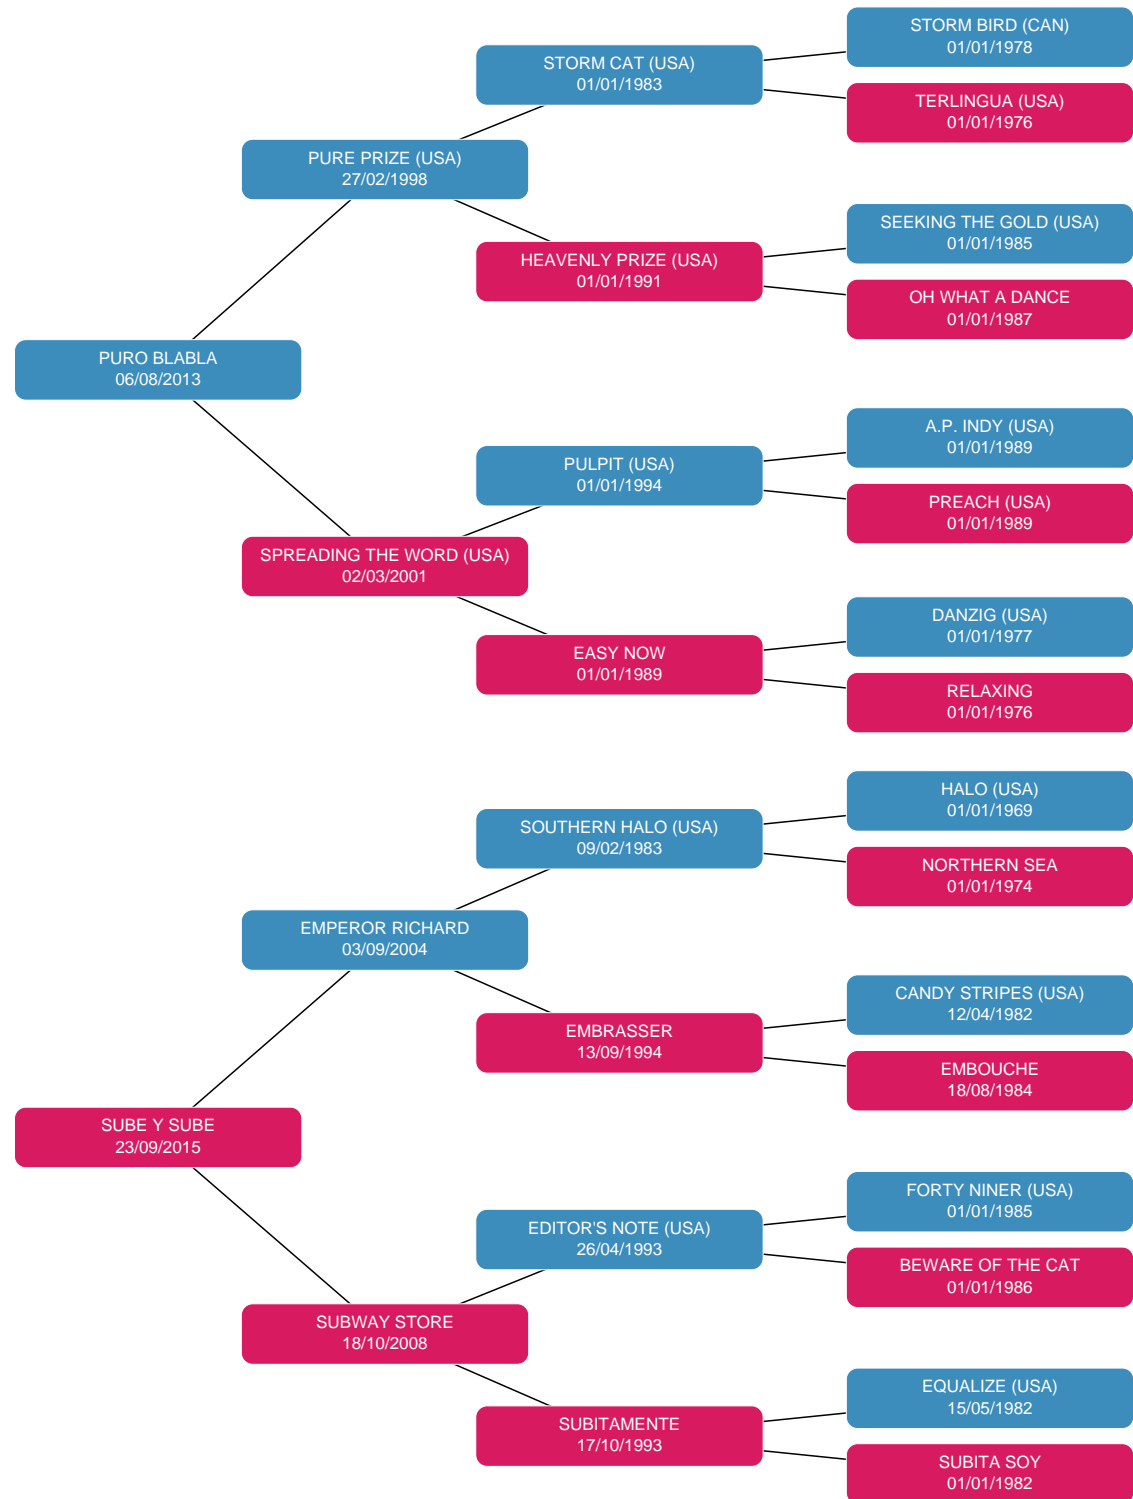 STORM BIRD (CAN)
01/01/1978
STORM CAT (USA)
01/01/1983
TERLINGUA (USA)
01/01/1976
PURE PRIZE (USA)
27/02/1998
SEEKING THE GOLD (USA)
01/01/1985
HEAVENLY PRIZE (USA)
01/01/1991
OH WHAT A DANCE
01/01/1987
PURO BLABLA
06/08/2013
A.P. INDY (USA)
01/01/1989
PULPIT (USA)
01/01/1994
PREACH (USA)
01/01/1989
SPREADING THE WORD (USA)
02/03/2001
DANZIG (USA)
01/01/1977
EASY NOW
01/01/1989
RELAXING
01/01/1976
HALO (USA)
01/01/1969
SOUTHERN HALO (USA)
09/02/1983
NORTHERN SEA
01/01/1974
EMPEROR RICHARD
03/09/2004
CANDY STRIPES (USA)
12/04/1982
EMBRASSER
13/09/1994
EMBOUCHE
18/08/1984
SUBE Y SUBE
23/09/2015
FORTY NINER (USA)
01/01/1985
EDITOR'S NOTE (USA)
26/04/1993
BEWARE OF THE CAT
01/01/1986
SUBWAY STORE
18/10/2008
EQUALIZE (USA)
15/05/1982
SUBITAMENTE
17/10/1993
SUBITA SOY
01/01/1982